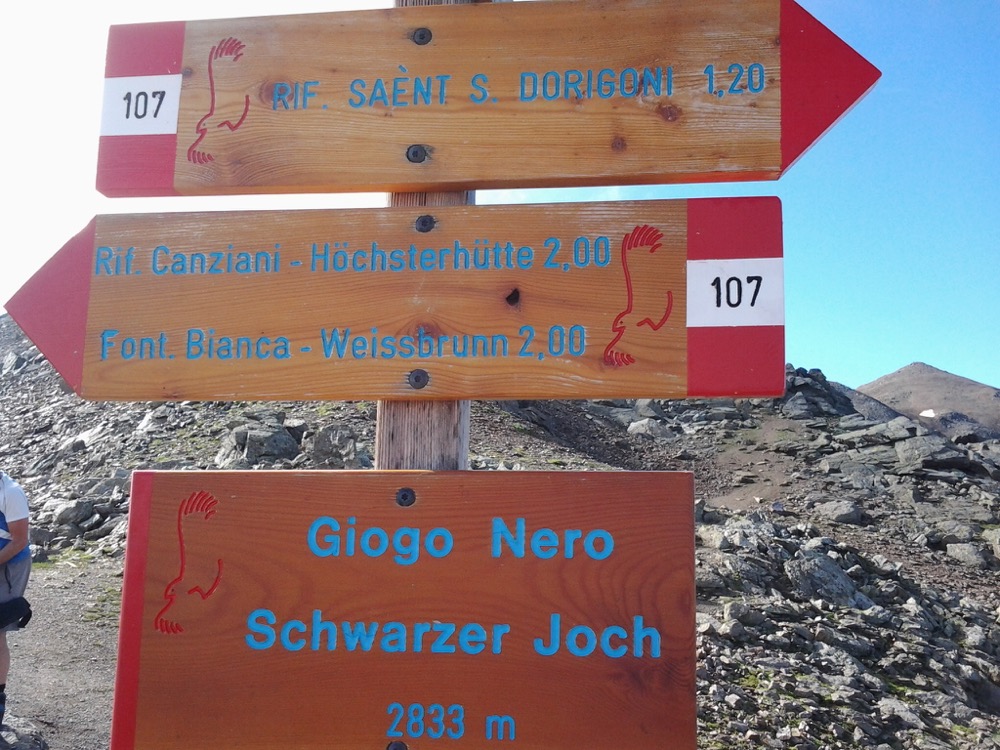 107 RIF. SAÈNT S. DORIGONI 1,20
Rif. Canziani - Höchsterhütte 2,00
107
Font. Bianca - Weissbrunn 2,00
Giogo Nero
Schwarzer Joch
2833 m